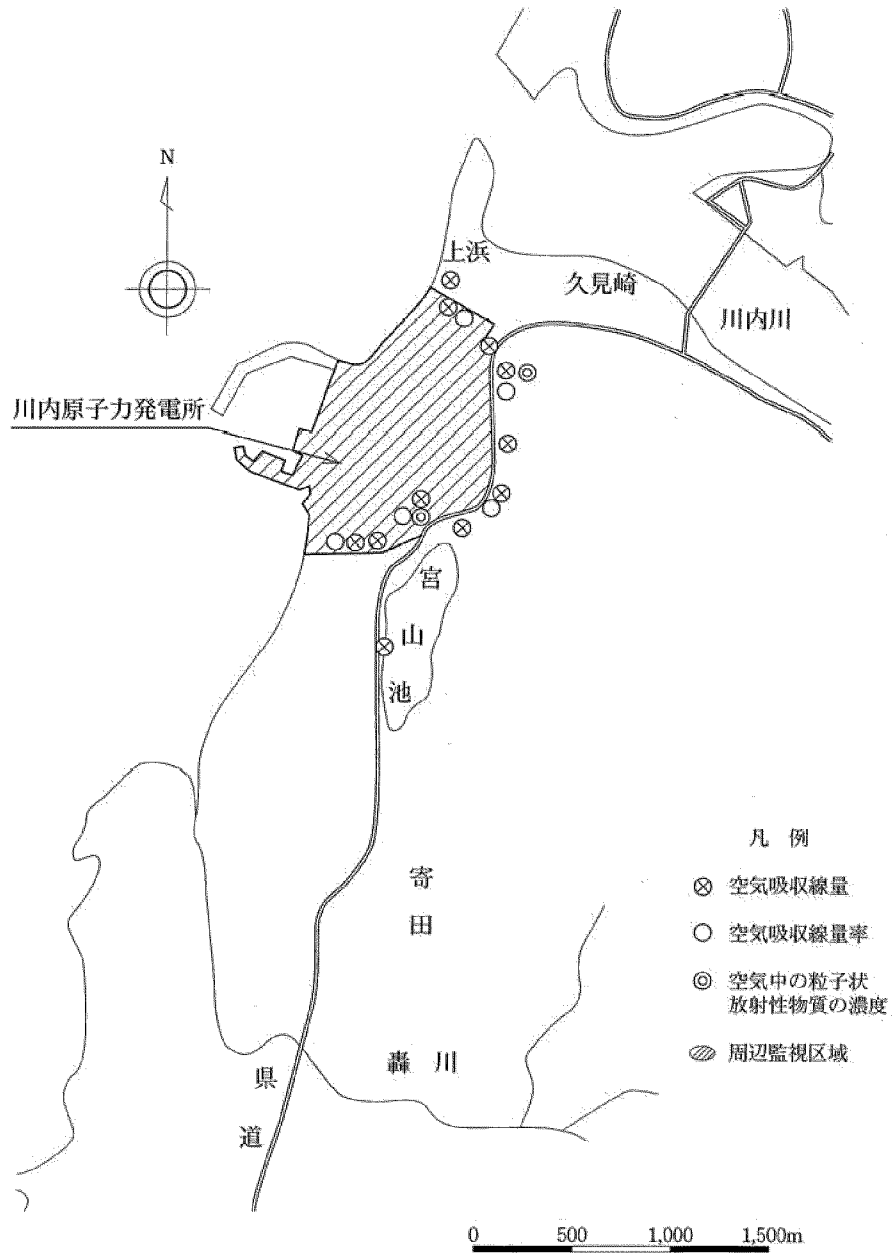 N
上浜
久見崎
川内川
川内原子力発電所
宮山池
寄田
轟川
県道
凡例
空気吸収線量
空気吸収線量率
空気中の粒子状
放射性物質の濃度
周辺監視区域
0 500 1,000 1,500m